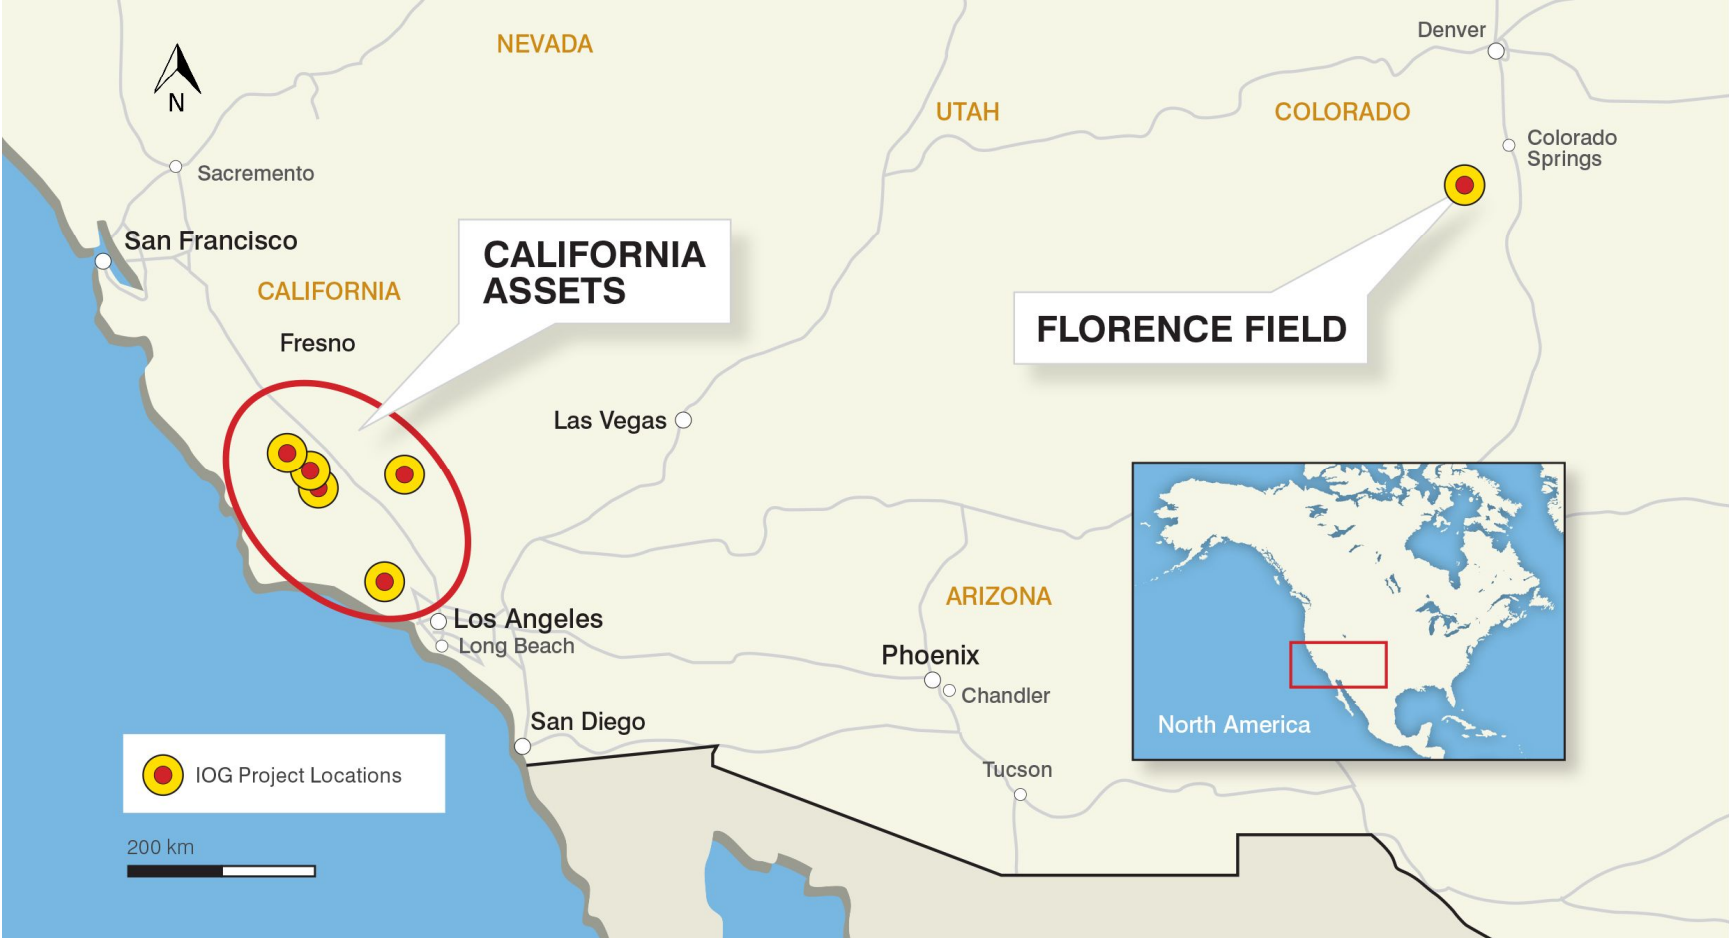 NEVADA
Denver
N
UTAH
COLORADO
Colorado
Springs
Sacremento
San Francisco
CALIFORNIA
ASSETS
CALIFORNIA
FLORENCE FIELD
Fresno
Las Vegas
ARIZONA
Los Angeles
Long Beach
Phoenix
Chandler
San Diego
North America
IOG Project Locations
Tucson
200 km